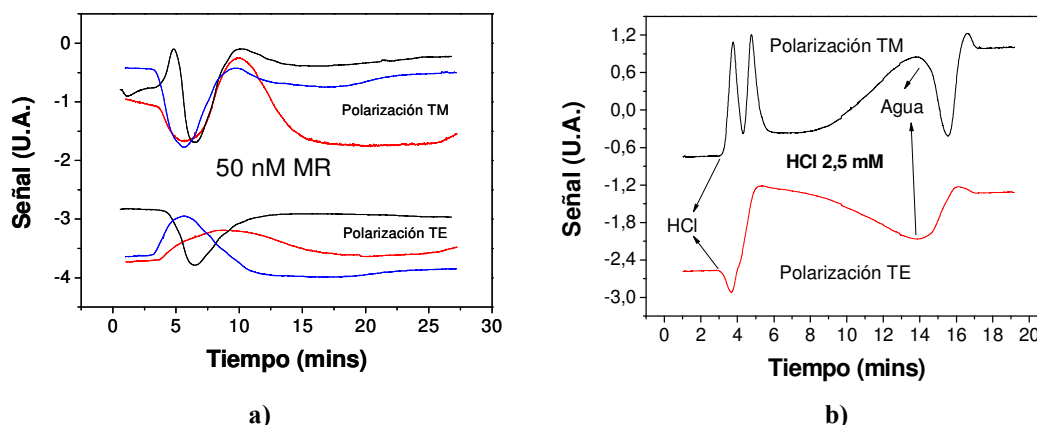 0
-1
-2
-3
-4
0
5
10
15
20
25
30
Señal (U.A.)
Tiempo (mins)
Polarización TM
50 nM MR
Polarización TE
a)
1,2
0,6
0,0
-0,6
-1,2
-1,8
-2,4
-3,0
0
2
4
6
8
10
12
14
16
18
20
Señal (U.A.)
Tiempo (mins)
Polarización TM
Agua
HCl 2,5 mM
HCl
Polarización TE
b)